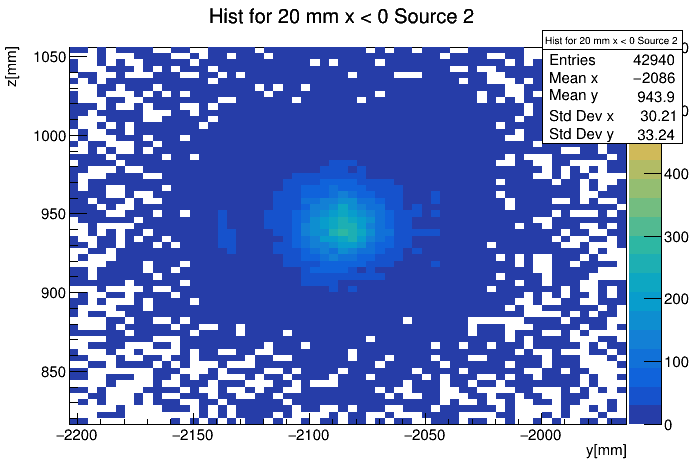 Hist for 20 mm x < 0 Source 2
z[mm]
1050
1000
950
900
850
Hist for 20 mm x < 0 Source 2
Entries 42940
Mean x −2086
Mean y 943.9
Std Dev x 30.21
Std Dev y 33.24
400
300
200
100
0
−2200 −2150 −2100 −2050 −2000
y[mm]